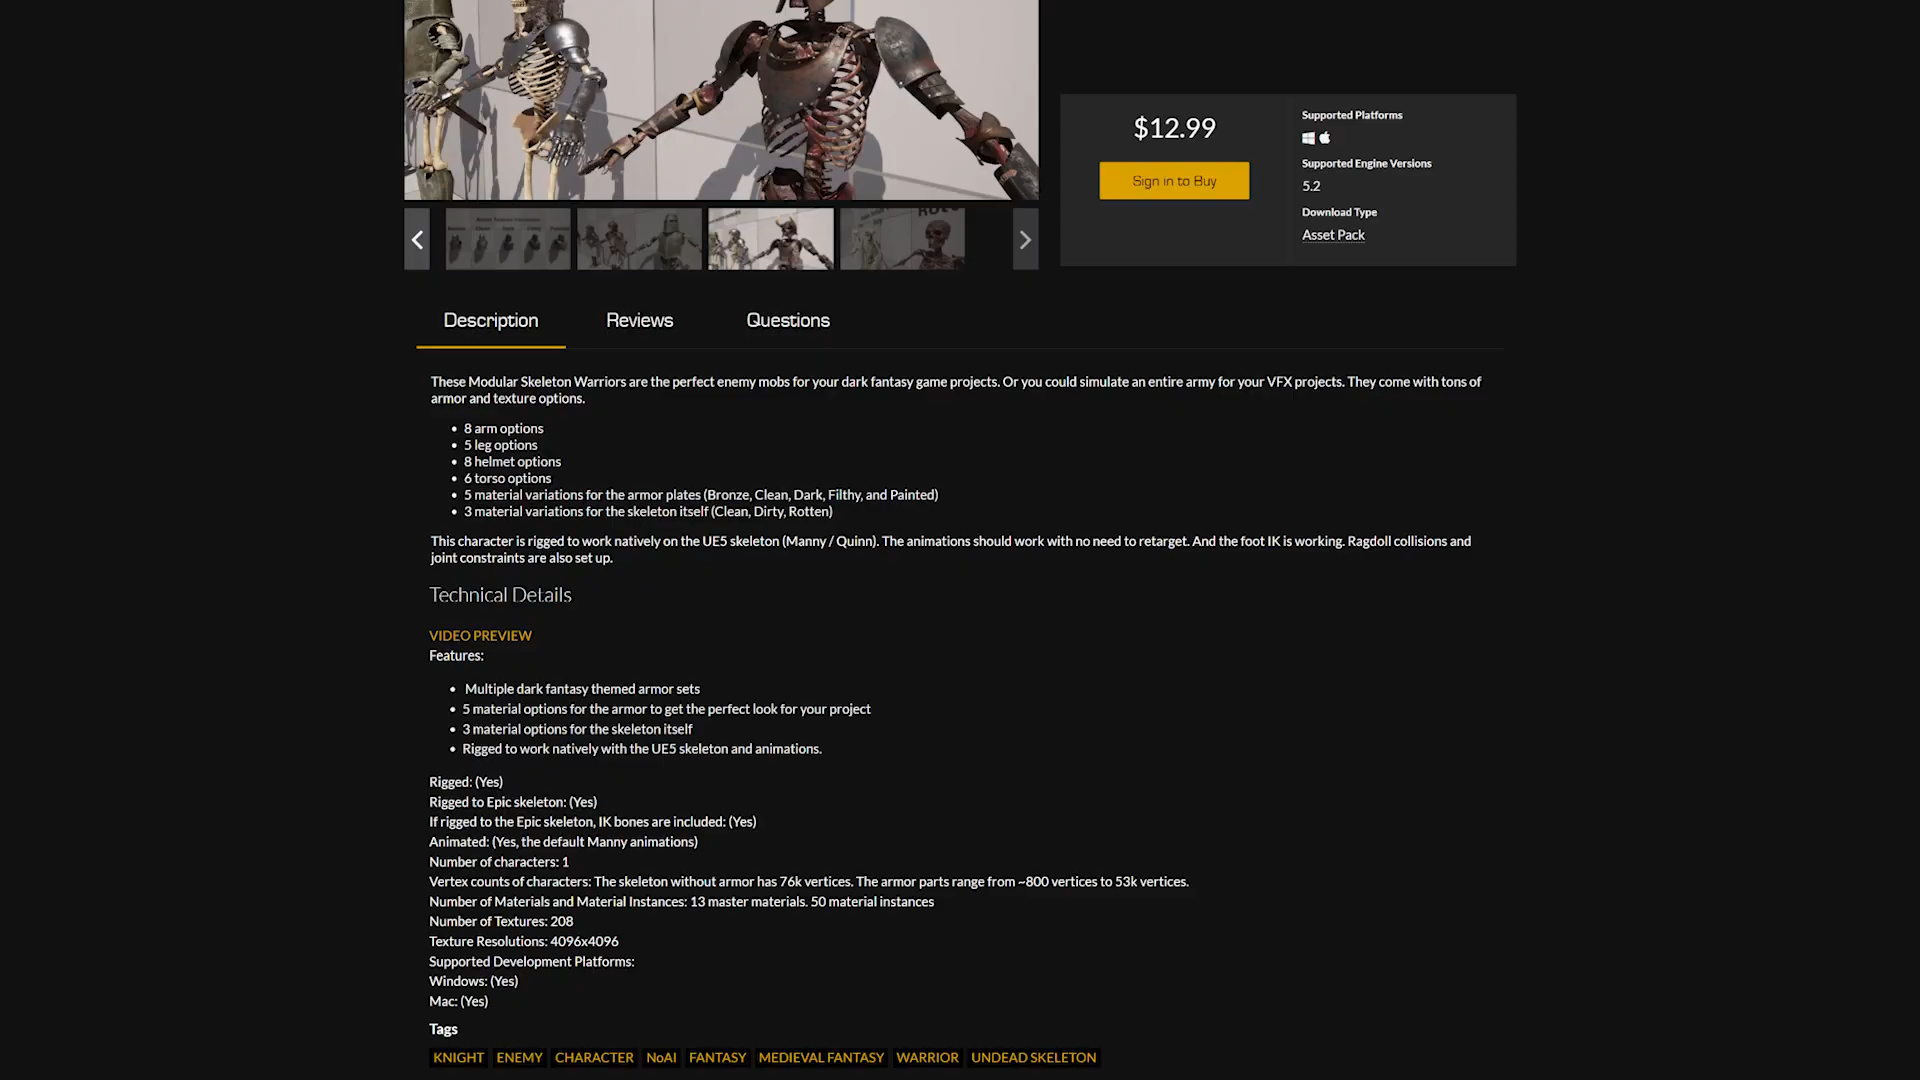 $12.99
Sign in to Buy
Supported Platforms
Supported Engine Versions
5.2
Download Type
Asset Pack
Description
Reviews
Questions
These Modular Skeleton Warriors are the perfect enemy mobs for your dark fantasy game projects. Or you could simulate an entire army for your VFX projects. They come with tons of
armor and texture options.
• 8 arm options
• 5 leg options
• 8 helmet options
• 6 torso options
• 5 material variations for the armor plates (Bronze, Clean, Dark, Filthy, and Painted)
• 3 material variations for the skeleton itself (Clean, Dirty, Rotten)
This character is rigged to work natively on the UE5 skeleton (Manny / Quinn). The animations should work with no need to retarget. And the foot IK is working. Ragdoll collisions and
joint constraints are also set up.
Technical Details
VIDEO PREVIEW
Features:
• Multiple dark fantasy themed armor sets
• 5 material options for the armor to get the perfect look for your project
• 3 material options for the skeleton itself
• Rigged to work natively with the UE5 skeleton and animations.
Rigged: (Yes)
Rigged to Epic skeleton: (Yes)
If rigged to the Epic skeleton, IK bones are included: (Yes)
Animated: (Yes, the default Manny animations)
Number of characters: 1
Vertex counts of characters: The skeleton without armor has 76k vertices. The armor parts range from ~800 vertices to 53k vertices.
Number of Materials and Material Instances: 13 master materials. 50 material instances
Number of Textures: 208
Texture Resolutions: 4096x4096
Supported Development Platforms:
Windows: (Yes)
Mac: (Yes)
Tags
KNIGHT ENEMY CHARACTER NoAI FANTASY MEDIEVAL FANTASY WARRIOR UNDEAD SKELETON